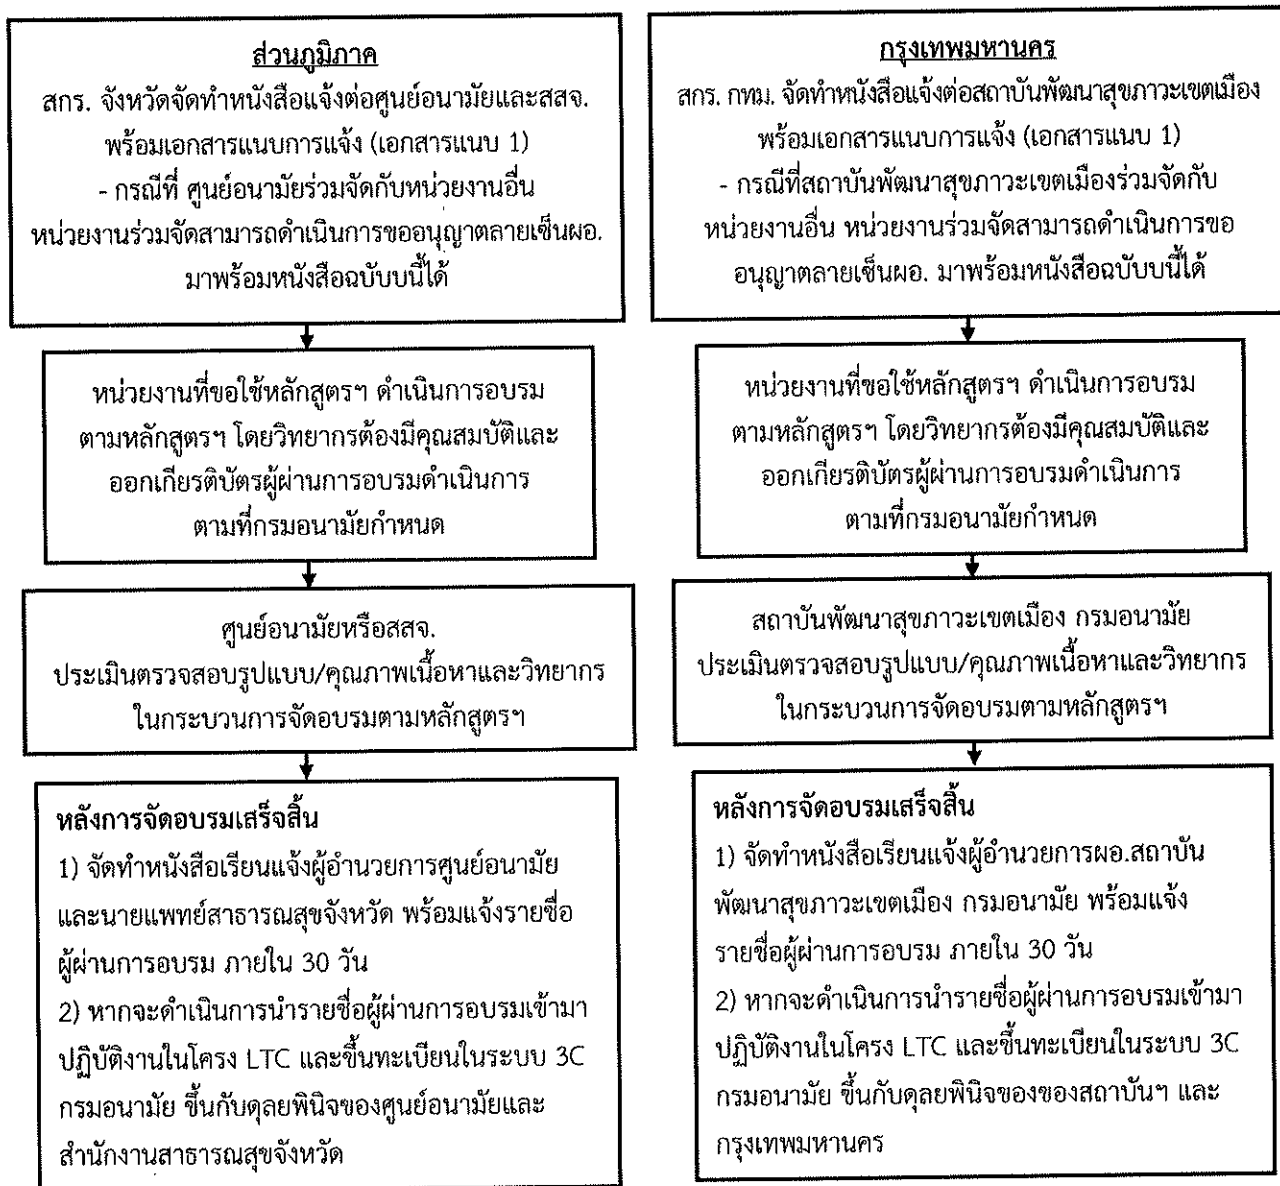 ส่วนภูมิภาค
สกร. จังหวัดจัดทำหนังสือแจ้งต่อศูนย์อนามัยและสสจ.
พร้อมเอกสารแนบการแจ้ง (เอกสารแนบ 1)
- กรณีที่ ศูนย์อนามัยร่วมจัดกับหน่วยงานอื่น
หน่วยงานร่วมจัดสามารถดำเนินการขออนุญาตลายเซ็นผอ.
มาพร้อมหนังสือฉบับบนี้ได้
หน่วยงานที่ขอใช้หลักสูตรฯ ดำเนินการอบรม
ตามหลักสูตรฯ โดยวิทยากรต้องมีคุณสมบัติและ
ออกเกียรติบัตรผู้ผ่านการอบรมดำเนินการ
ตามที่กรมอนามัยกำหนด
ศูนย์อนามัยหรือสสจ.
ประเมินตรวจสอบรูปแบบ/คุณภาพเนื้อหาและวิทยากร
ในกระบวนการจัดอบรมตามหลักสูตรฯ
หลังการจัดอบรมเสร็จสิ้น
1) จัดทำหนังสือเรียนแจ้งผู้อำนวยการศูนย์อนามัย
และนายแพทย์สาธารณสุขจังหวัด พร้อมแจ้งรายชื่อ
ผู้ผ่านการอบรม ภายใน 30 วัน
2) หากจะดำเนินการนำรายชื่อผู้ผ่านการอบรมเข้ามา
ปฏิบัติงานในโครง LTC และขึ้นทะเบียนในระบบ 3C
กรมอนามัย ขึ้นกับดุลยพินิจของศูนย์อนามัยและ
สำนักงานสาธารณสุขจังหวัด
กรุงเทพมหานคร
สกร. กทม. จัดทำหนังสือแจ้งต่อสถาบันพัฒนาสุขภาวะเขตเมือง
พร้อมเอกสารแนบการแจ้ง (เอกสารแนบ 1)
- กรณีที่สถาบันพัฒนาสุขภาวะเขตเมืองร่วมจัดกับ
หน่วยงานอื่น หน่วยงานร่วมจัดสามารถดำเนินการขอ
อนุญาตลายเซ็นผอ. มาพร้อมหนังสือฉบับบนี้ได้
หน่วยงานที่ขอใช้หลักสูตรฯ ดำเนินการอบรม
ตามหลักสูตรฯ โดยวิทยากรต้องมีคุณสมบัติและ
ออกเกียรติบัตรผู้ผ่านการอบรมดำเนินการ
ตามที่กรมอนามัยกำหนด
สถาบันพัฒนาสุขภาวะเขตเมือง กรมอนามัย
ประเมินตรวจสอบรูปแบบ/คุณภาพเนื้อหาและวิทยากร
ในกระบวนการจัดอบรมตามหลักสูตรฯ
หลังการจัดอบรมเสร็จสิ้น
1) จัดทำหนังสือเรียนแจ้งผู้อำนวยการผอ.สถาบัน
พัฒนาสุขภาวะเขตเมือง กรมอนามัย พร้อมแจ้ง
รายชื่อผู้ผ่านการอบรม ภายใน 30 วัน
2) หากจะดำเนินการนำรายชื่อผู้ผ่านการอบรมเข้ามา
ปฏิบัติงานในโครง LTC และขึ้นทะเบียนในระบบ 3C
กรมอนามัย ขึ้นกับดุลยพินิจของของสถาบันฯ และ
กรุงเทพมหานคร